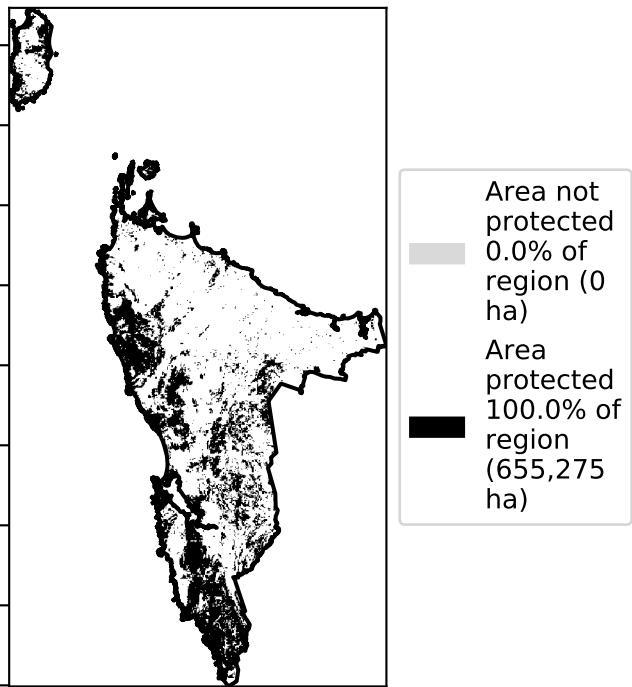 Area not
protected
0.0% of
region (0
ha)
Area
protected
100.0% of
region
(655,275
ha)